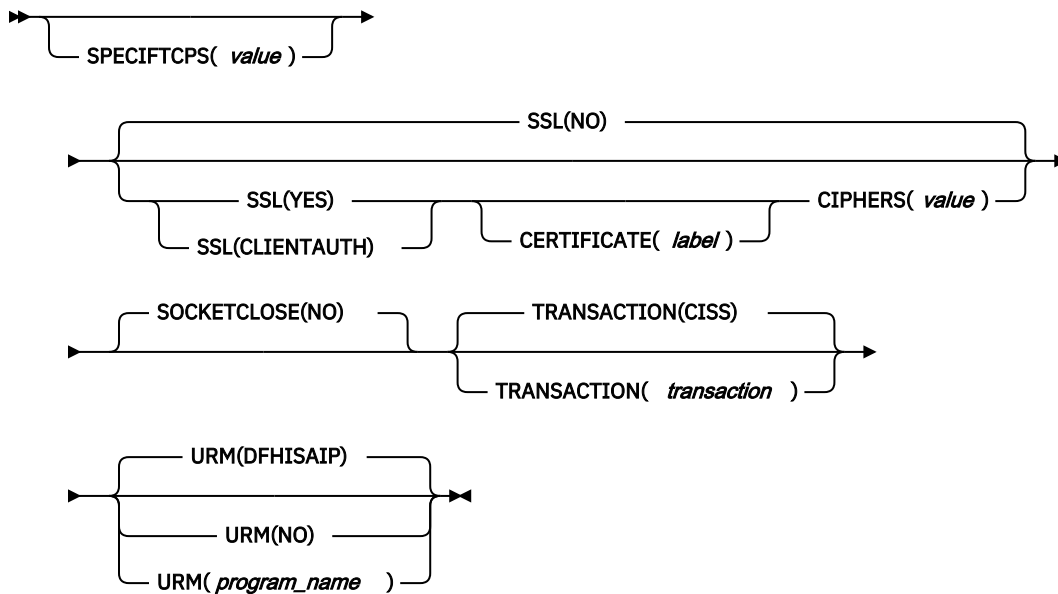 SPECIFTCPS( value )
SSL(NO)
SSL(YES)
CIPHERS( value )
SSL(CLIENTAUTH)
CERTIFICATE( label )
SOCKETCLOSE(NO)
TRANSACTION(CISS)
TRANSACTION( transaction )
URM(DFHISAIP)
URM(NO)
URM( program_name )